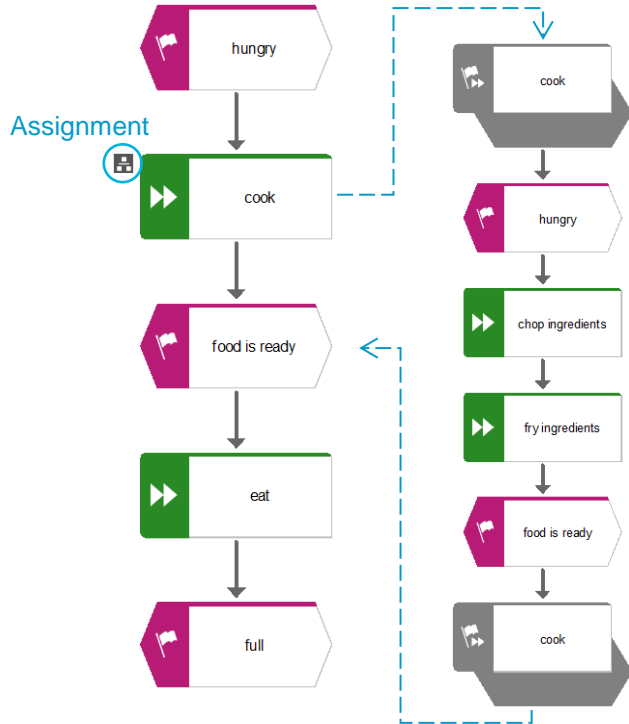 hungry
Assignment
cook
food is ready
eat
full
cook
hungry
chop ingredients
fry ingredients
food is ready
cook